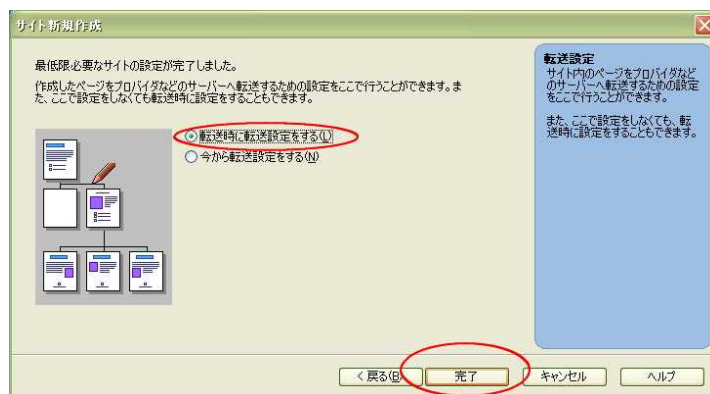 サイト新規作成
最低限必要なサイトの設定が完了しました。
作成したページをプロバイダなどのサーバーへ転送するための設定をここで行うことができます。ま
た、ここで設定をしなくても転送時に設定をすることもできます。
転送時に転送設定をする(L)
今から転送設定をする(N)
転送設定
サイト内のページをプロバイダなど
のサーバーへ転送するための設定
をここで行うことができます。
また、ここで設定をしなくても、転
送時に設定をすることもできます。
< 戻る(B)
完了
キャンセル
ヘルプ